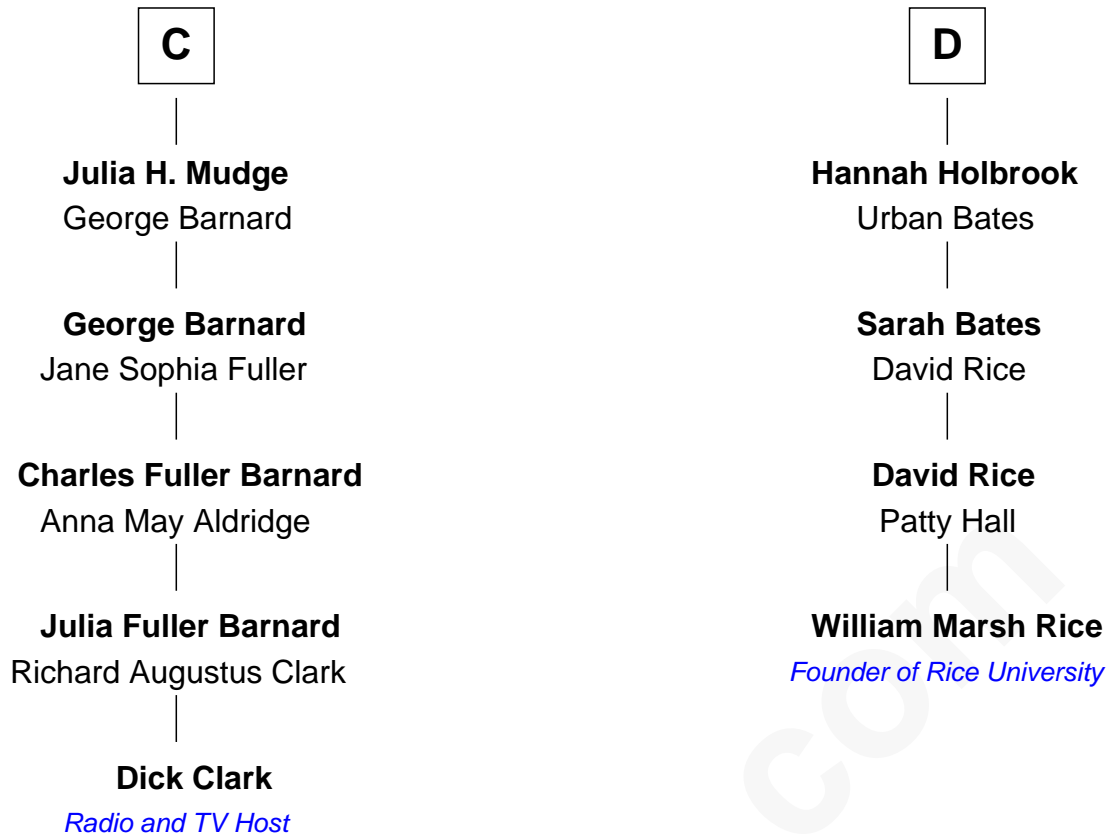 C
Julia H. Mudge
George Barnard
George Barnard
Jane Sophia Fuller
Charles Fuller Barnard
Anna May Aldridge
Julia Fuller Barnard
Richard Augustus Clark
Dick Clark
Radio and TV Host
D
Hannah Holbrook
Urban Bates
Sarah Bates
David Rice
David Rice
Patty Hall
William Marsh Rice
Founder of Rice University
com